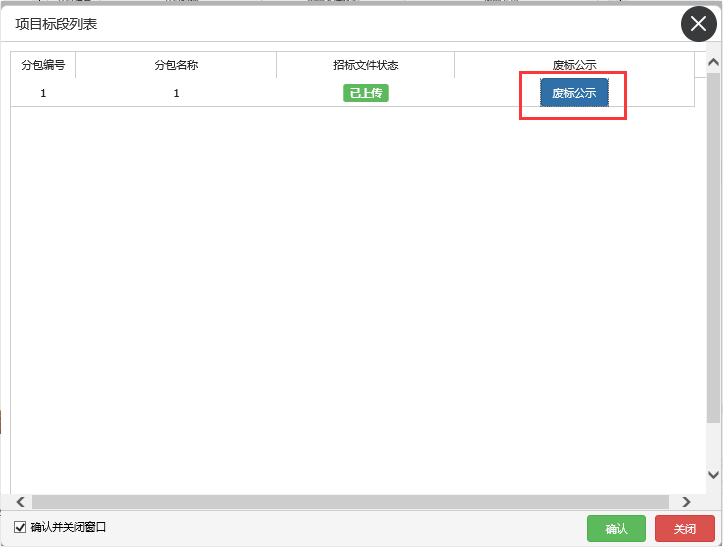 项目标段列表
分包编号 分包名称 招标文件状态 废标公示
1 1 已上传 废标公示
确认并关闭窗口 确认 关闭